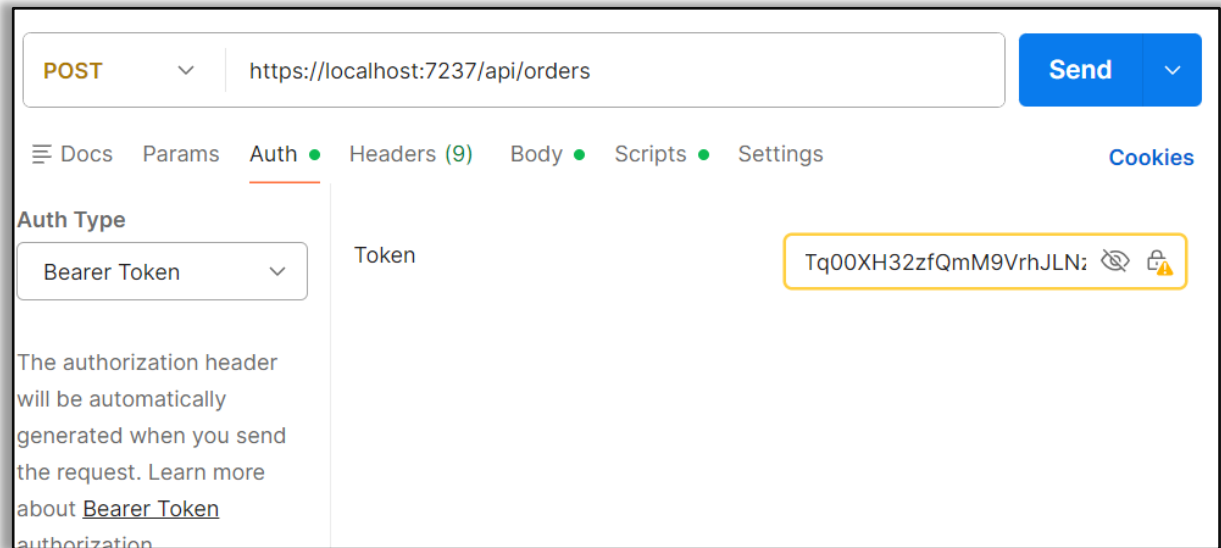 POST https://localhost:7237/api/orders Send
Docs Params Auth Headers (9) Body Scripts Settings Cookies
Auth Type
Bearer Token
Token Tq00XH32zfQmM9VrhJLNz
The authorization header
will be automatically
generated when you send
the request. Learn more
about Bearer Token
authorization